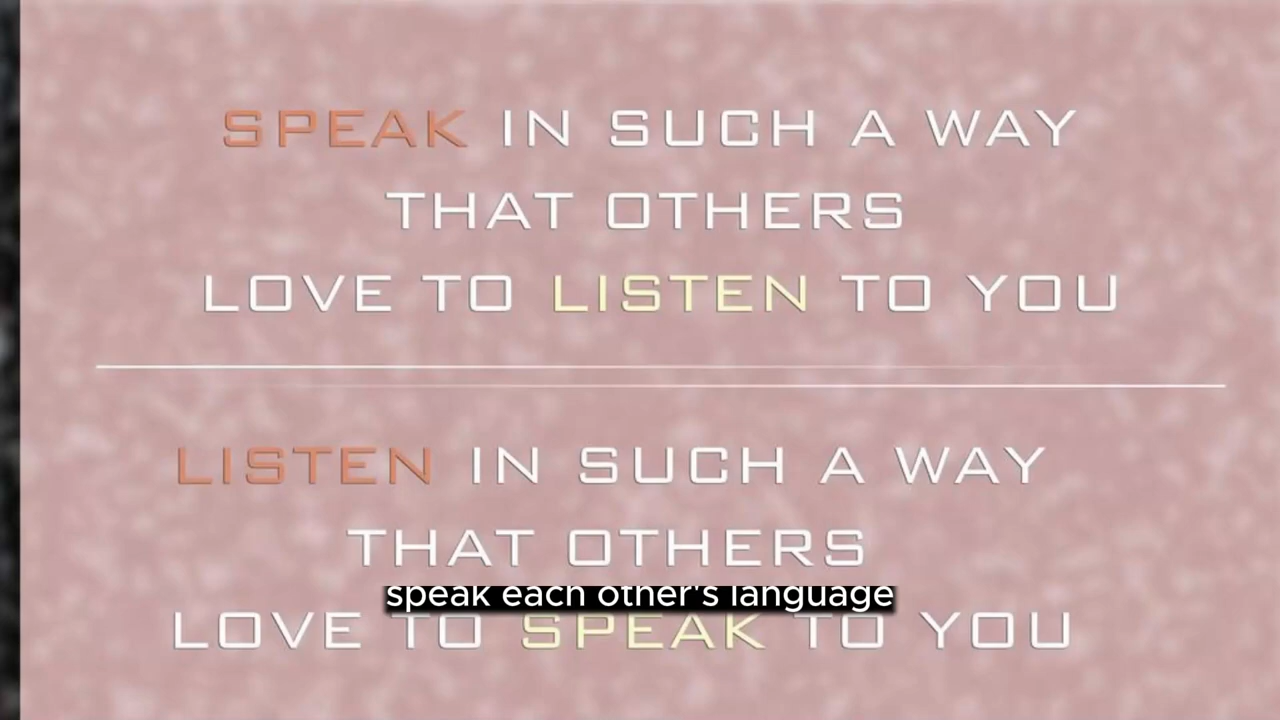 SPEAK IN SUCH A WAY
THAT OTHERS
LOVE TO LISTEN TO YOU
LISTEN IN SUCH A WAY
THAT OTHERS
speak each other's language
LOVE TO SPEAK TO YOU